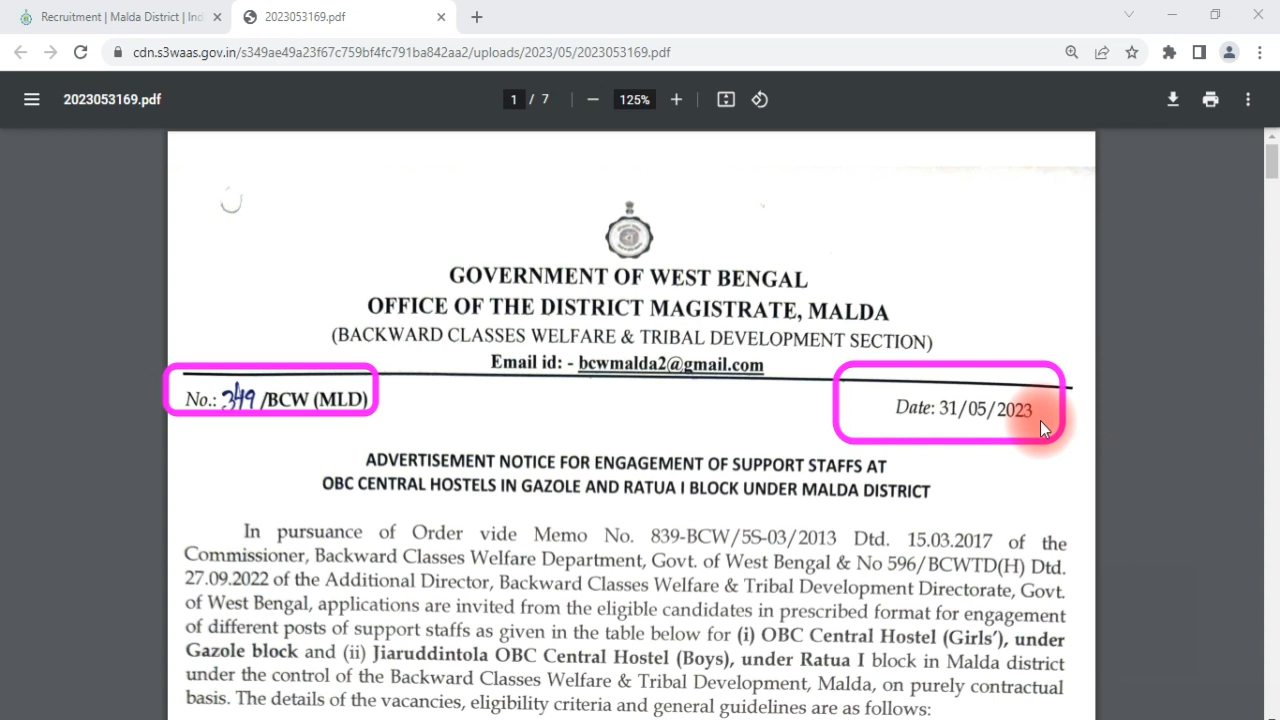 Recruitment | Malda District | Ind
2023053169.pdf
cdn.s3waas.gov.in/s349ae49a23f67c759bf4fc791ba842aa2/uploads/2023/05/2023053169.pdf
2023053169.pdf
1 / 7
125%
GOVERNMENT OF WEST BENGAL
OFFICE OF THE DISTRICT MAGISTRATE, MALDA
(BACKWARD CLASSES WELFARE & TRIBAL DEVELOPMENT SECTION)
Email id: - bcwmalda2@gmail.com
No.: 349 /BCW (MLD)
Date: 31/05/2023
ADVERTISEMENT NOTICE FOR ENGAGEMENT OF SUPPORT STAFFS AT
OBC CENTRAL HOSTELS IN GAZOLE AND RATUA I BLOCK UNDER MALDA DISTRICT
In pursuance of Order vide Memo No. 839-BCW/5S-03/2013 Dtd. 15.03.2017 of the
Commissioner, Backward Classes Welfare Department, Govt. of West Bengal & No 596/BCWTD(H) Dtd.
27.09.2022 of the Additional Director, Backward Classes Welfare & Tribal Development Directorate, Govt.
of West Bengal, applications are invited from the eligible candidates in prescribed format for engagement
of different posts of support staffs as given in the table below for (i) OBC Central Hostel (Girls'), under
Gazole block and (ii) Jiaruddintola OBC Central Hostel (Boys), under Ratua I block in Malda district
under the control of the Backward Classes Welfare & Tribal Development, Malda, on purely contractual
basis. The details of the vacancies, eligibility criteria and general guidelines are as follows: